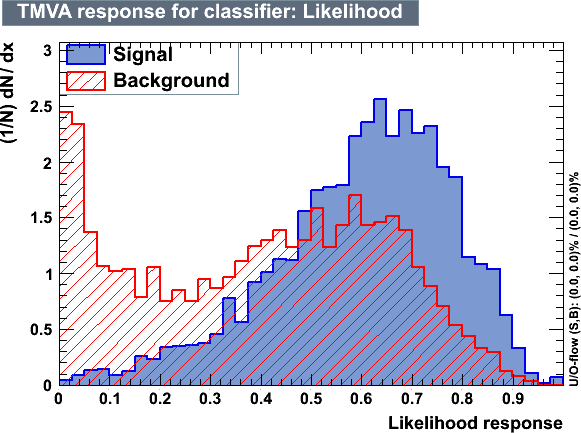 TMVA response for classifier: Likelihood
(1/N) dN / dx
3
2.5
2
1.5
1
0.5
0
Signal
Background
0 0.1 0.2 0.3 0.4 0.5 0.6 0.7 0.8 0.9
Likelihood response
U/O-flow (S,B): (0.0, 0.0)% / (0.0, 0.0)%